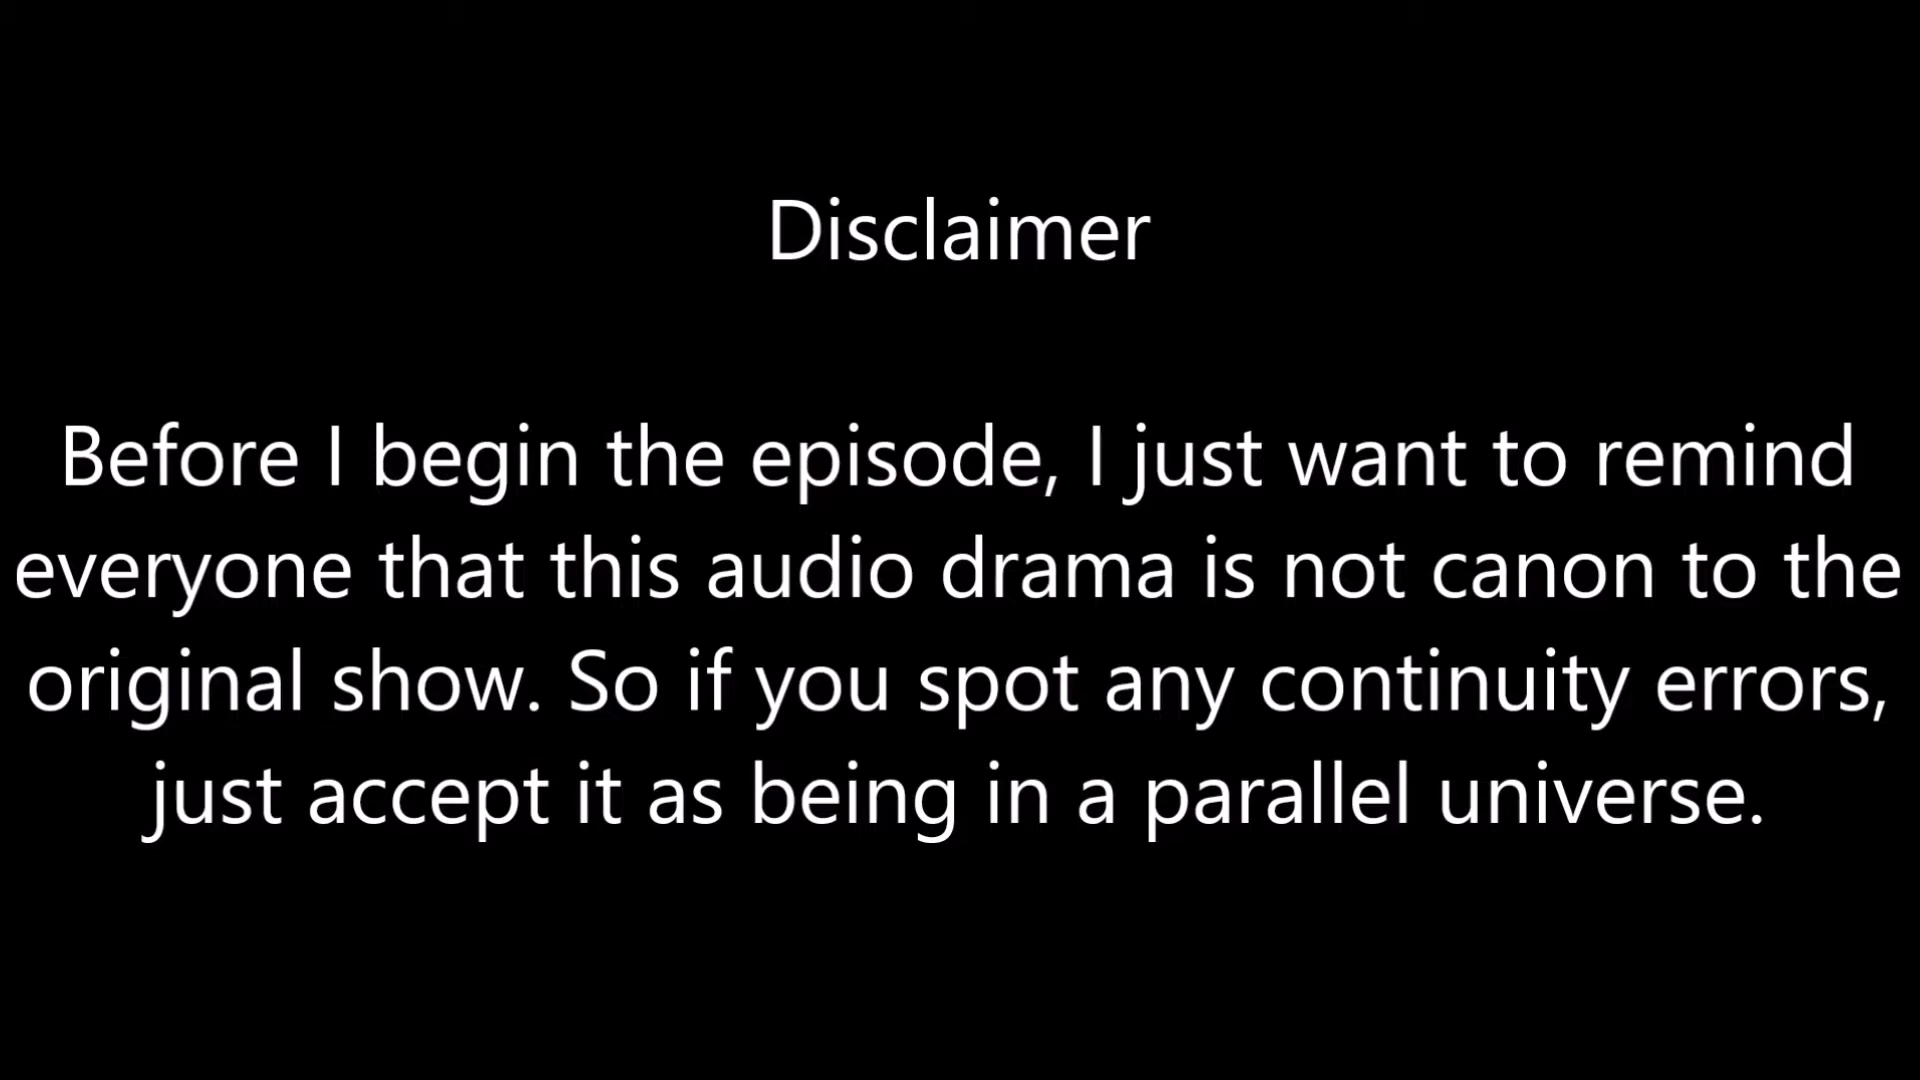 Disclaimer
Before I begin the episode, I just want to remind
everyone that this audio drama is not canon to the
original show. So if you spot any continuity errors,
just accept it as being in a parallel universe.